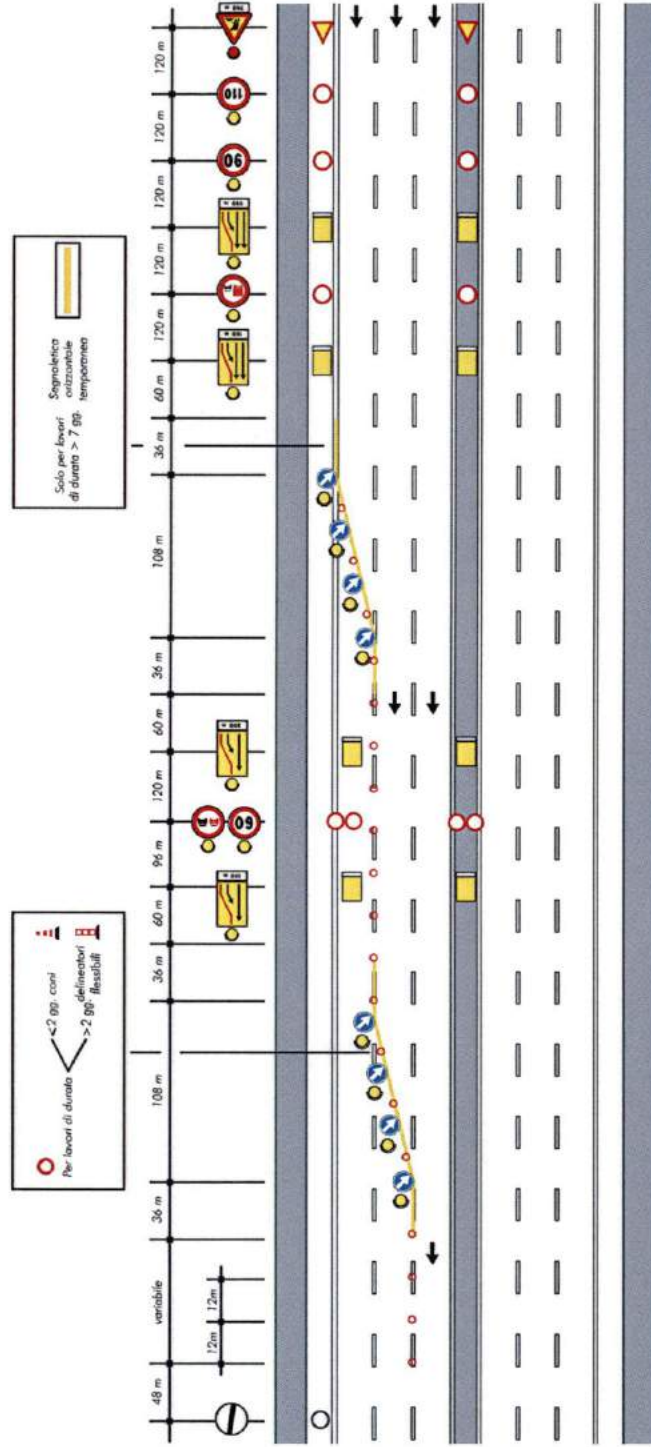 Solo per lavori
di durata > 7 gg.
Segnaletica
orizzontale
temporanea
Per lavori di durata
<2 gg. coni
>2 gg. delineatori
flessibili
48 m
variabile
36 m
108 m
36 m
60 m
96 m
120 m
60 m
36 m
108 m
36 m
60 m
120 m
120 m
120 m
120 m
120 m
12m
12m
60
90
110